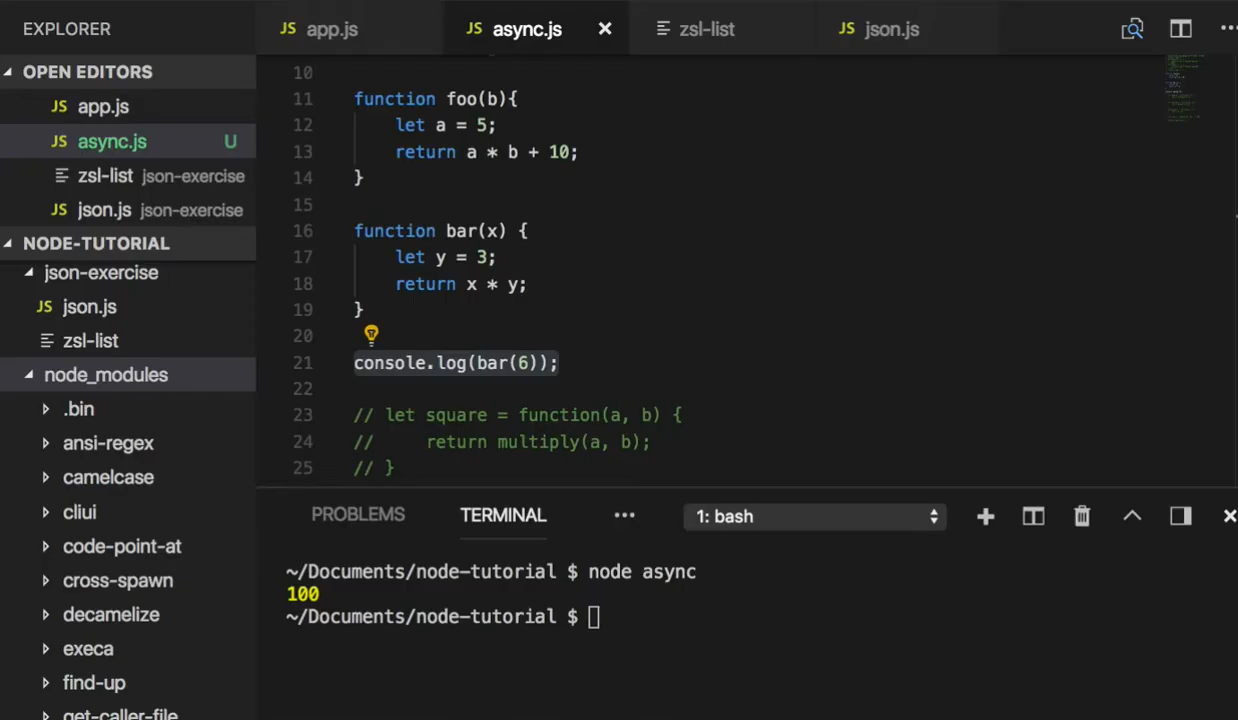 EXPLORER
OPEN EDITORS
JS app.js
JS async.js U
zsl-list json-exercise
JS json.js json-exercise
NODE-TUTORIAL
json-exercise
JS json.js
zsl-list
node_modules
.bin
ansi-regex
camelcase
cliui
code-point-at
cross-spawn
decamelize
execa
find-up
get-caller-file
JS app.js JS async.js × zsl-list JS json.js
10
11 function foo(b){
12 let a = 5;
13 return a * b + 10;
14 }
15
16 function bar(x) {
17 let y = 3;
18 return x * y;
19 }
20
21 console.log(bar(6));
22
23 // let square = function(a, b) {
24 // return multiply(a, b);
25 // }
PROBLEMS TERMINAL ... 1: bash
~/Documents/node-tutorial $ node async
100
~/Documents/node-tutorial $